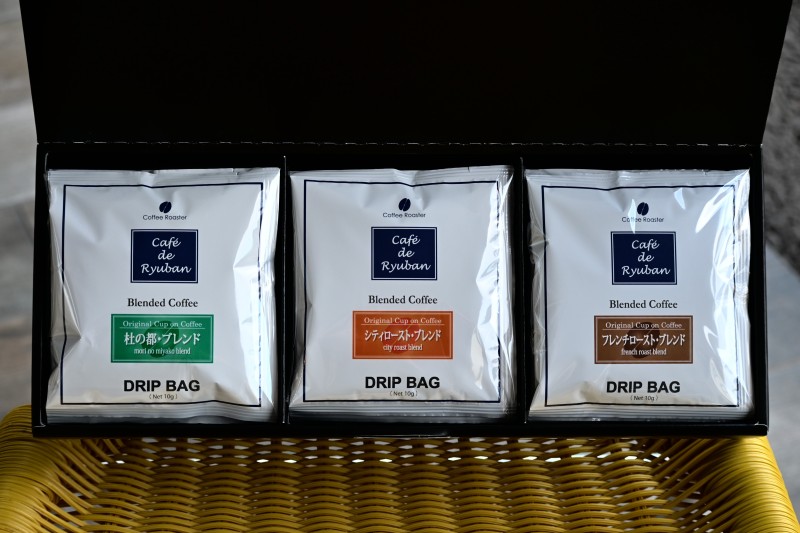 Coffee Roaster
Café
de
Ryuban
Blended Coffee
Original Cup on Coffee
杜の都・ブレンド
mori no miyako blend
DRIP BAG
( Net 10g )
Coffee Roaster
Café
de
Ryuban
Blended Coffee
Original Cup on Coffee
シティロースト・ブレンド
city roast blend
DRIP BAG
( Net 10g )
Coffee Roaster
Café
de
Ryuban
Blended Coffee
Original Cup on Coffee
フレンチロースト・ブレンド
french roast blend
DRIP BAG
( Net 10g )